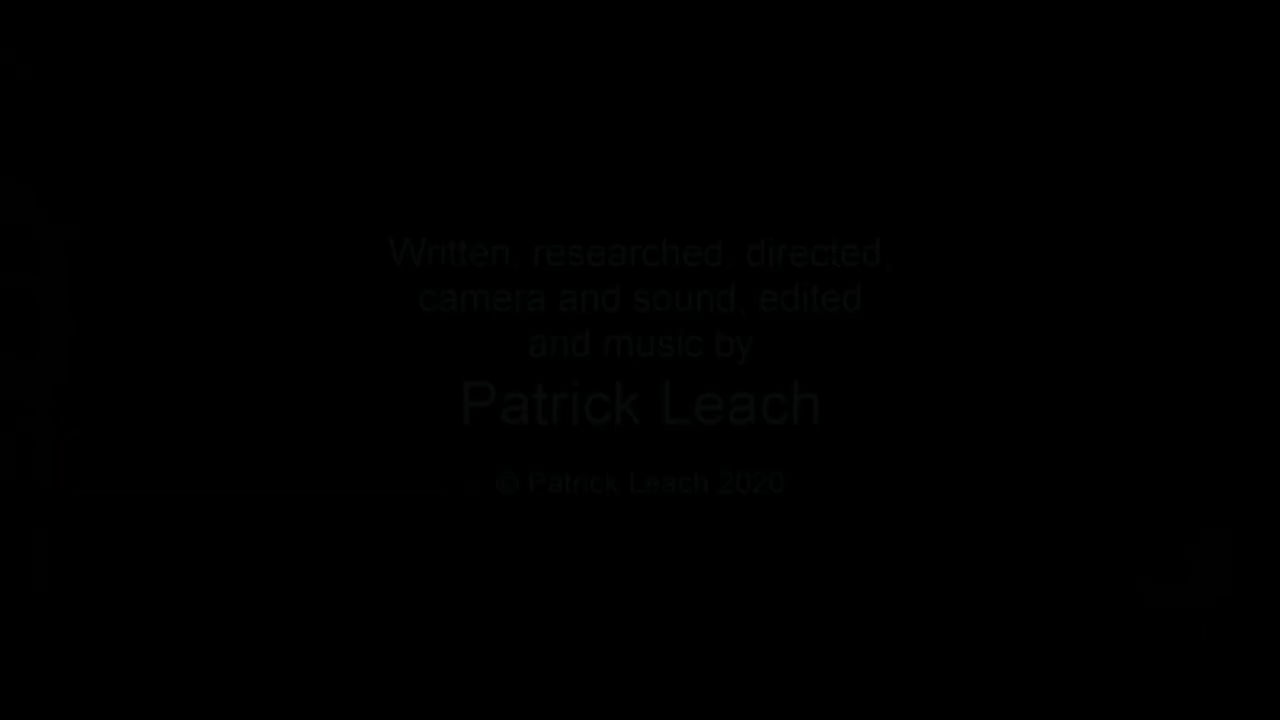 Written, researched, directed,
camera and sound, edited
and music by
Patrick Leach
© Patrick Leach 2020